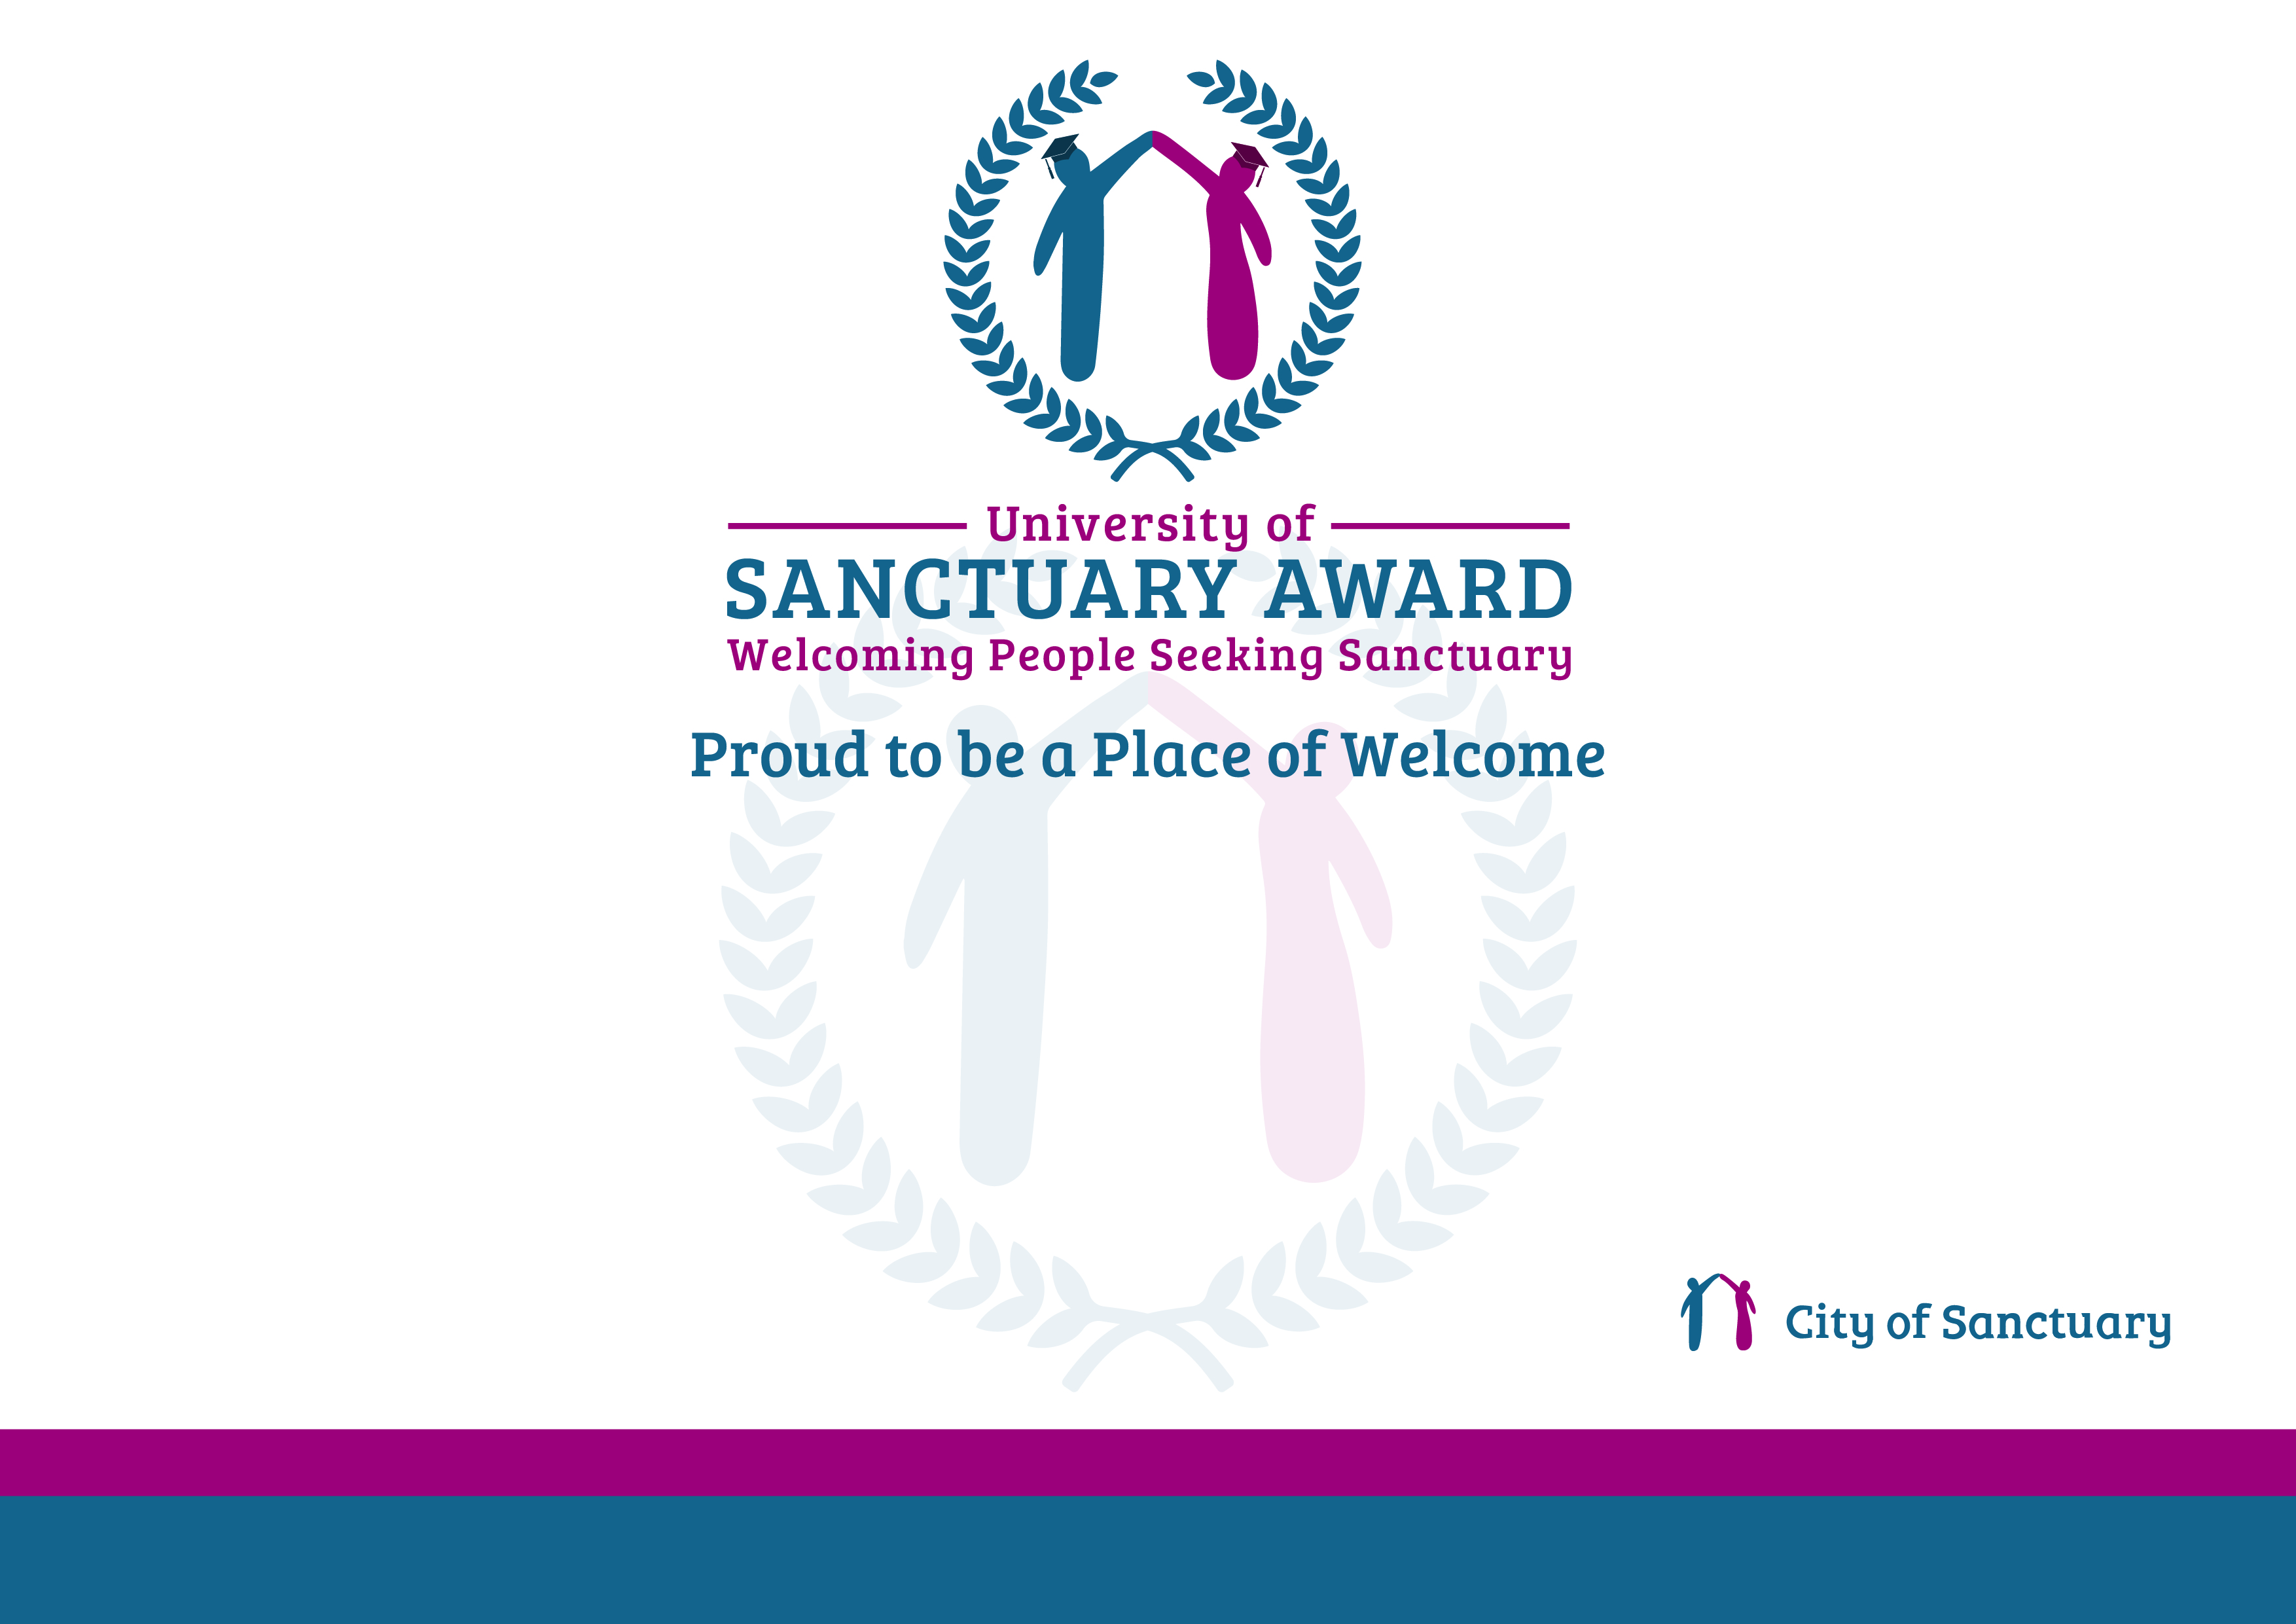 University of
SANCTUARY AWARD
Welcoming People Seeking Sanctuary
Proud to be a Place of Welcome
City of Sanctuary